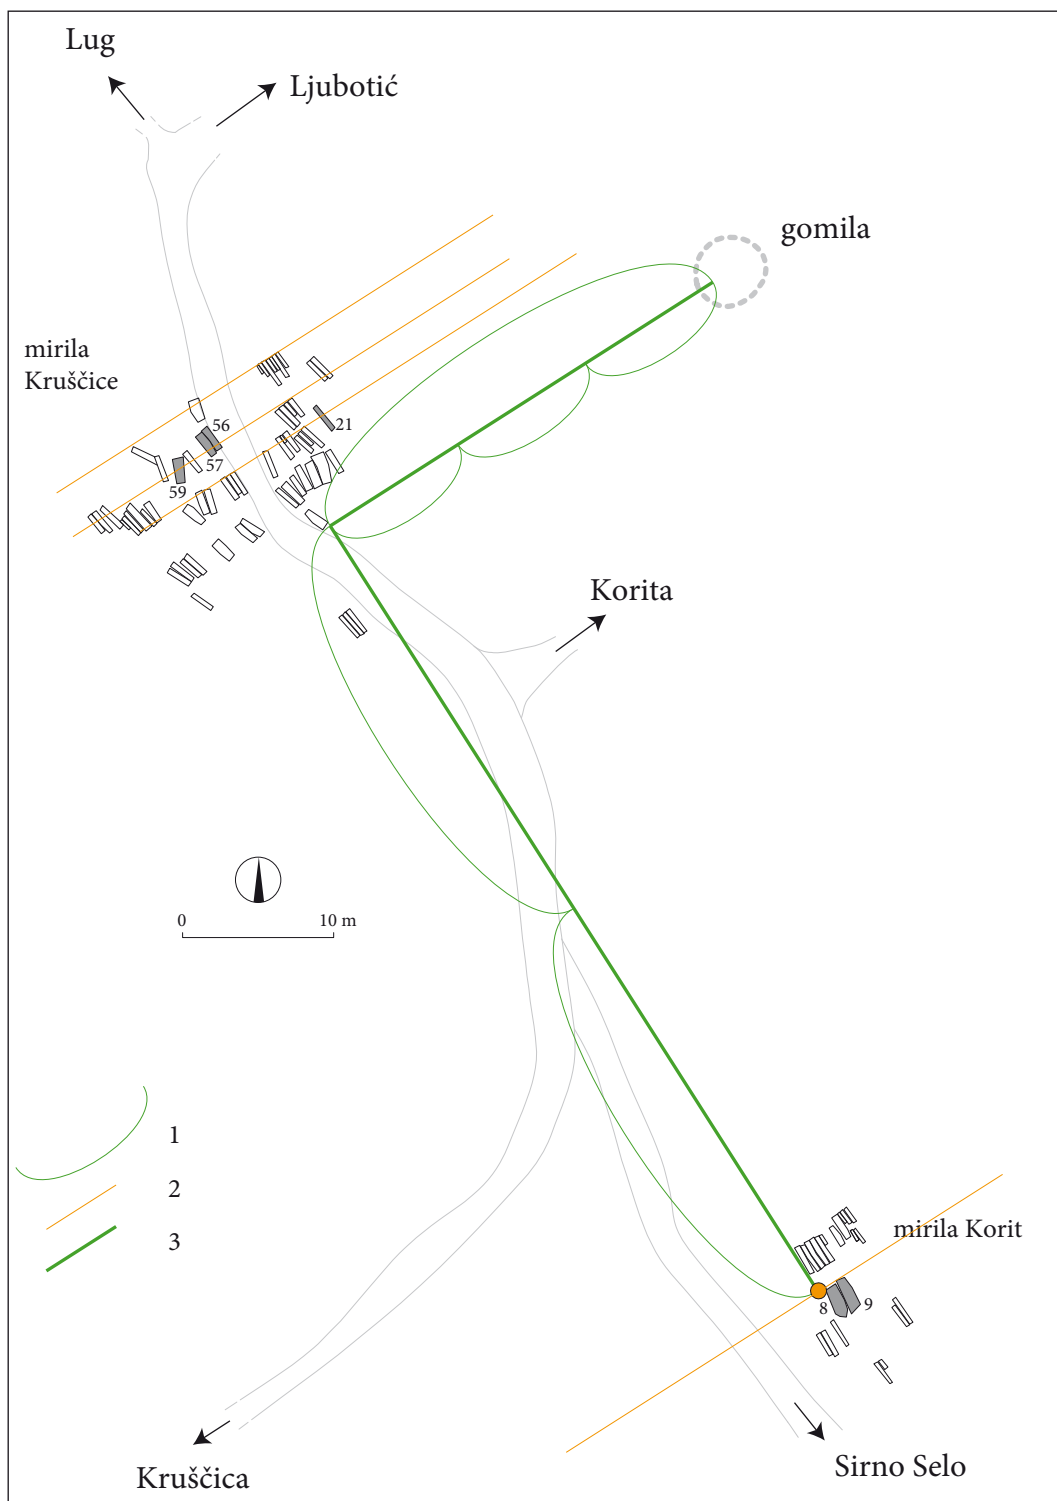 Lug
Ljubotić
gomila
mirila
Kruščice
56
21
57
59
Korita
0 10 m
1
2
3
mirila Korit
8
9
Kruščica
Sirno Selo